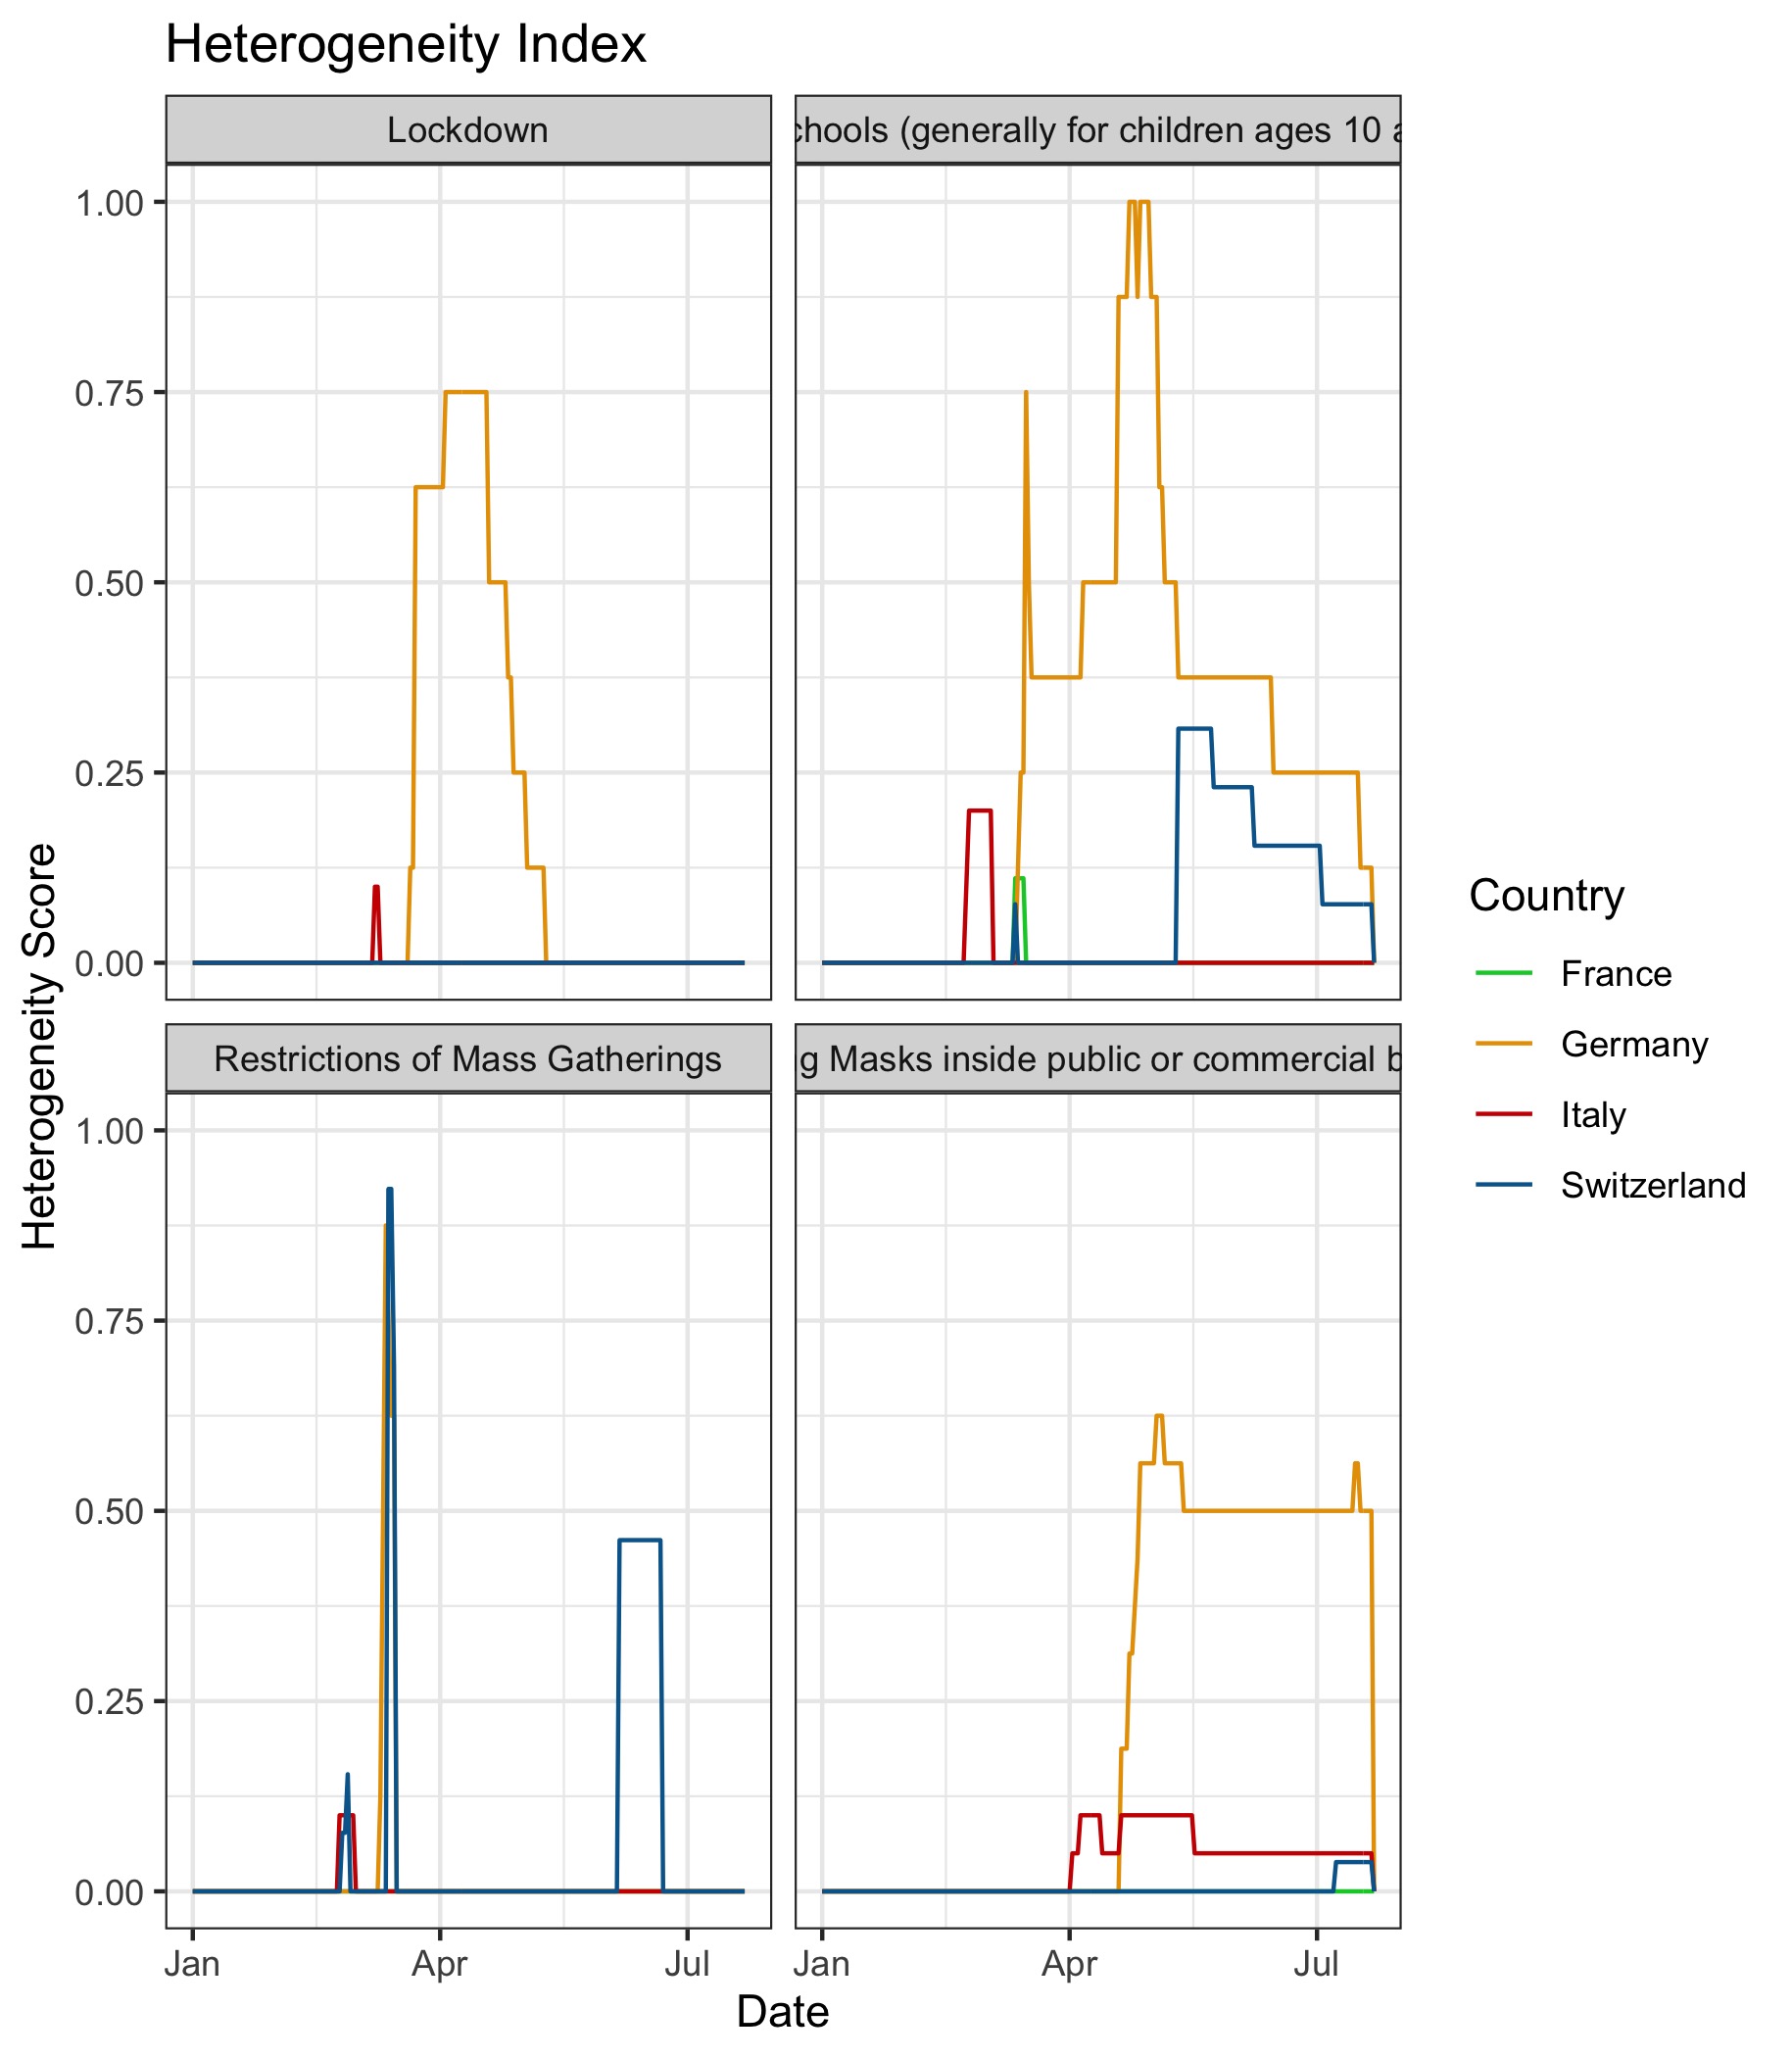 Heterogeneity Index
Lockdown
chools (generally for children ages 10 a
1.00
0.75
0.50
0.25
0.00
Restrictions of Mass Gatherings
g Masks inside public or commercial b
1.00
0.75
0.50
0.25
0.00
Jan Apr Jul
Jan Apr Jul
Date
Heterogeneity Score
Country
France
Germany
Italy
Switzerland